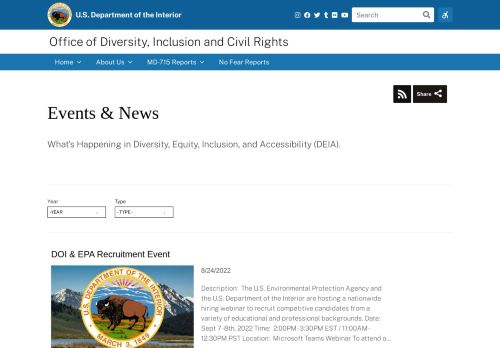 U.S. Department of the Interior
Search
Office of Diversity, Inclusion and Civil Rights
Home
About Us
MD-715 Reports
No Fear Reports
Share
Events & News
What's Happening in Diversity, Equity, Inclusion, and Accessibility (DEIA).
Year
Type
-YEAR
- TYPE -
DOI & EPA Recruitment Event
U.S. DEPARTMENT OF THE INTERIOR
MARCH 3, 1849
8/24/2022
Description: The U.S. Environmental Protection Agency and
the U.S. Department of the Interior are hosting a nationwide
hiring webinar to recruit competitive candidates from a
variety of educational and professional backgrounds. Date:
Sept 7-8th, 2022 Time: 2:00PM -3:30PM EST / 11:00AM -
12:30PM PST Location: Microsoft Teams Webinar To attend o...